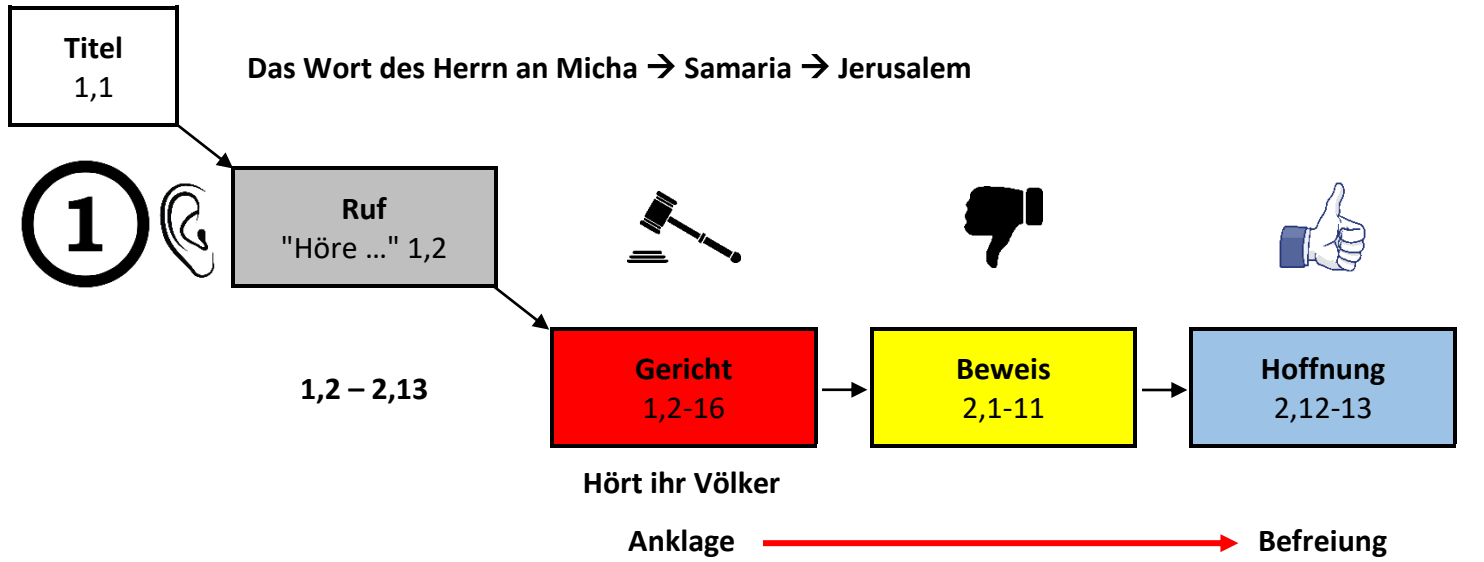 Titel
1,1
Das Wort des Herrn an Micha → Samaria → Jerusalem
1
Ruf
"Höre …" 1,2
1,2 – 2,13
Gericht
1,2-16
Beweis
2,1-11
Hoffnung
2,12-13
Hört ihr Völker
Anklage
Befreiung